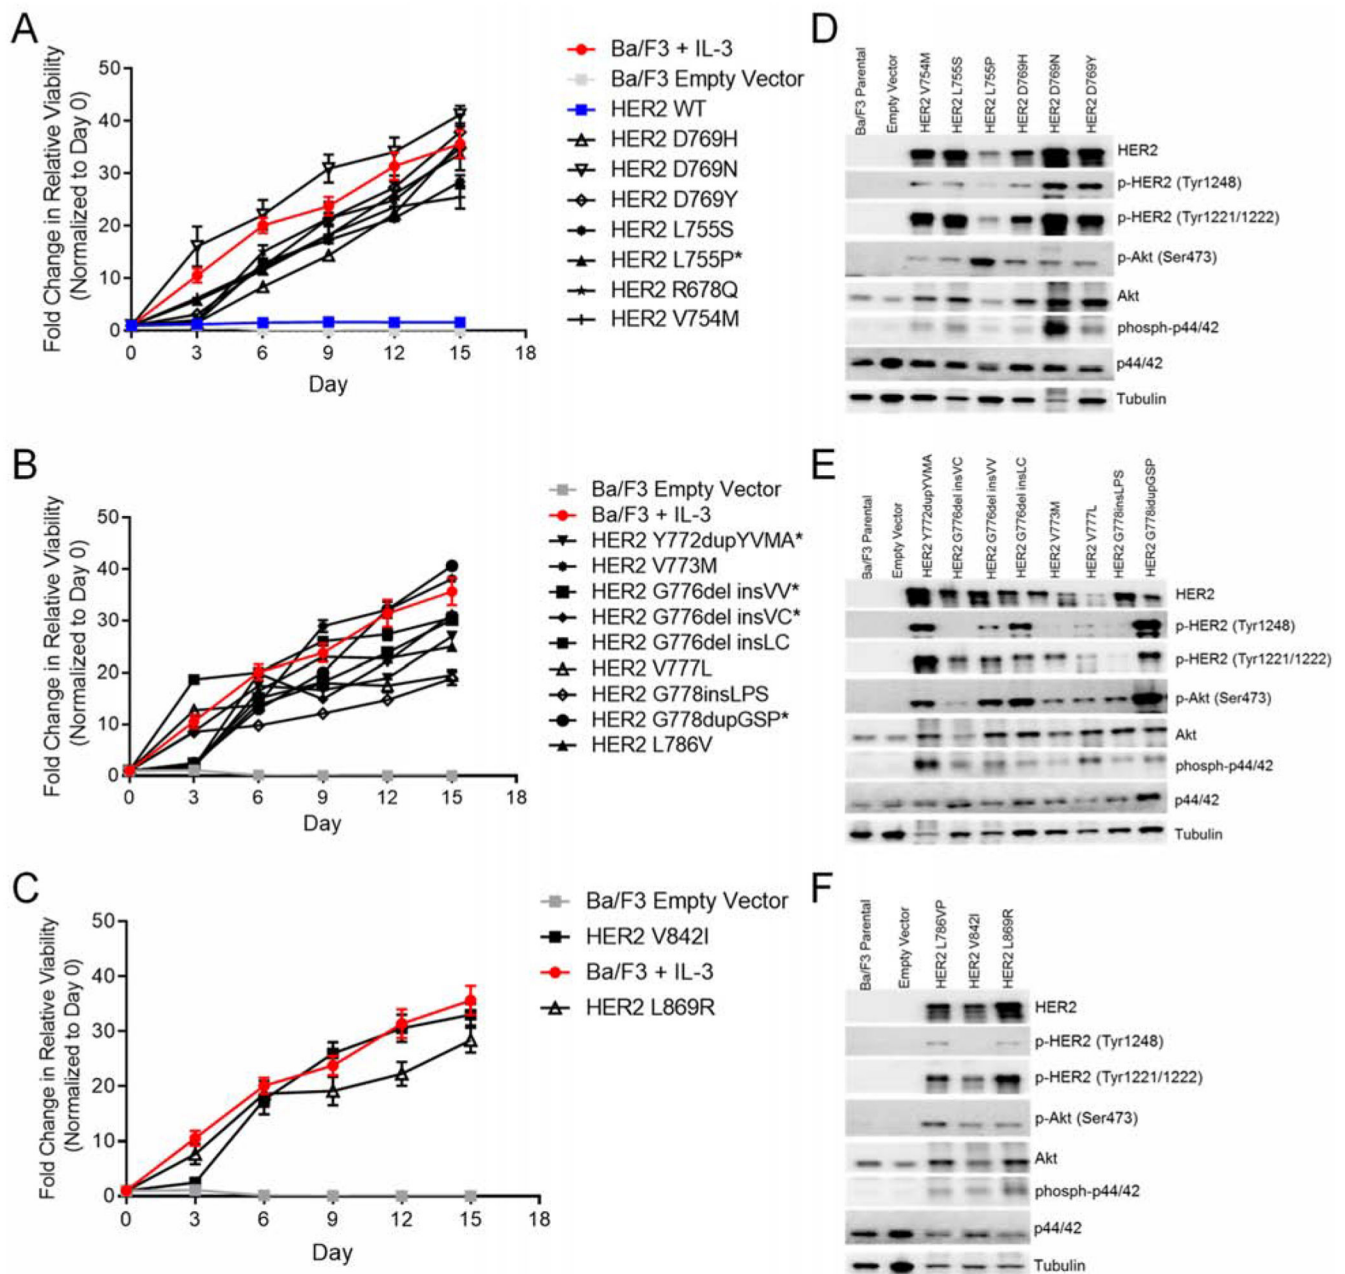 A
Fold Change in Relative Viability
(Normalized to Day 0)
50
40
30
20
10
0
0 3 6 9 12 15 18
Day
Ba/F3 + IL-3
Ba/F3 Empty Vector
HER2 WT
HER2 D769H
HER2 D769N
HER2 D769Y
HER2 L755S
HER2 L755P*
HER2 R678Q
HER2 V754M
D
Ba/F3 Parental
Empty Vector
HER2 V754M
HER2 L755S
HER2 L755P
HER2 D769H
HER2 D769N
HER2 D769Y
HER2
p-HER2 (Tyr1248)
p-HER2 (Tyr1221/1222)
p-Akt (Ser473)
Akt
phosph-p44/42
p44/42
Tubulin
B
Fold Change in Relative Viability
(Normalized to Day 0)
50
40
30
20
10
0
0 3 6 9 12 15 18
Day
Ba/F3 Empty Vector
Ba/F3 + IL-3
HER2 Y772dupYVMA*
HER2 V773M
HER2 G776del insVV*
HER2 G776del insVC*
HER2 G776del insLC
HER2 V777L
HER2 G778insLPS
HER2 G778dupGSP*
HER2 L786V
E
Ba/F3 Parental
Empty Vector
HER2 Y772dupYVMA
HER2 G776del insVC
HER2 G776del insVV
HER2 G776del insLC
HER2 V773M
HER2 V777L
HER2 G778insLPS
HER2 G778idupGSP
HER2
p-HER2 (Tyr1248)
p-HER2 (Tyr1221/1222)
p-Akt (Ser473)
Akt
phosph-p44/42
p44/42
Tubulin
C
Fold Change in Relative Viability
(Normalized to Day 0)
50
40
30
20
10
0
0 3 6 9 12 15 18
Day
Ba/F3 Empty Vector
HER2 V842I
Ba/F3 + IL-3
HER2 L869R
F
Ba/F3 Parental
Empty Vector
HER2 L786VP
HER2 V842I
HER2 L869R
HER2
p-HER2 (Tyr1248)
p-HER2 (Tyr1221/1222)
p-Akt (Ser473)
Akt
phosph-p44/42
p44/42
Tubulin